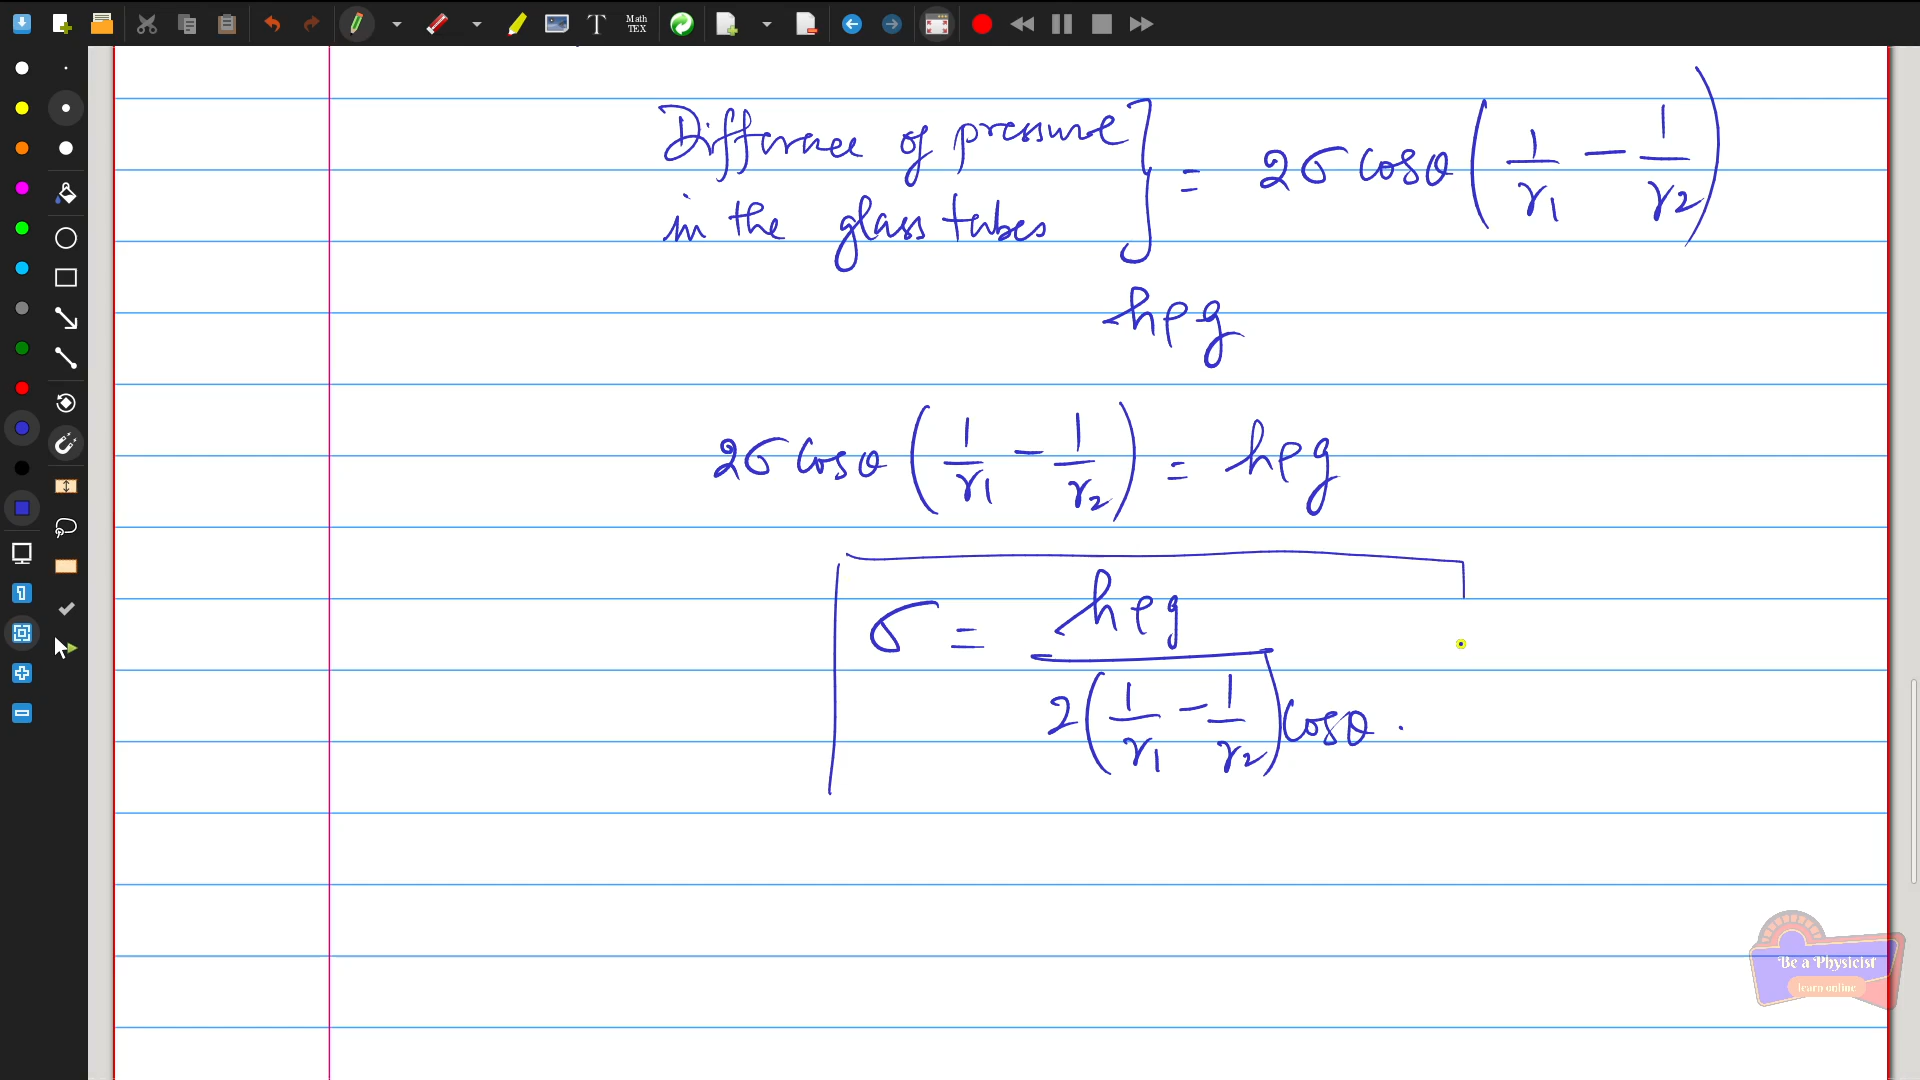 Math
TEX
Difference of pressure
in the glass tubes ] = 2σ cosθ (1/r1 − 1/r2)
hρg
2σ cosθ (1/r1 − 1/r2) = hρg
σ = hρg / 2(1/r1 − 1/r2) cosθ .
Be a Physicist
learn online